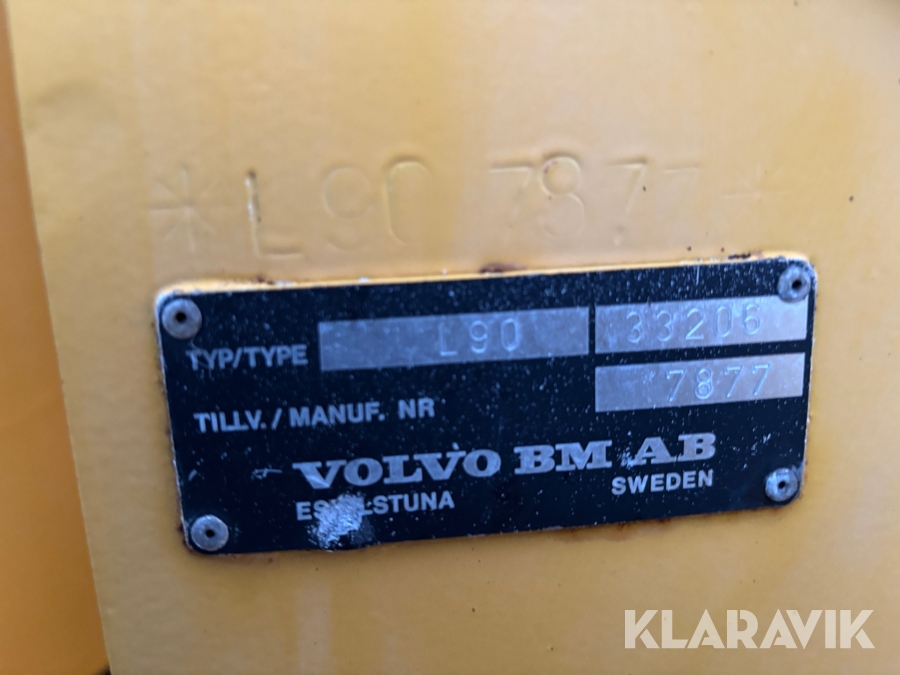 *L90 7877*
TYP/TYPE L90 33206
TILLV./MANUF. NR 7877
VOLVO BM AB
SWEDEN
KLARAVIK